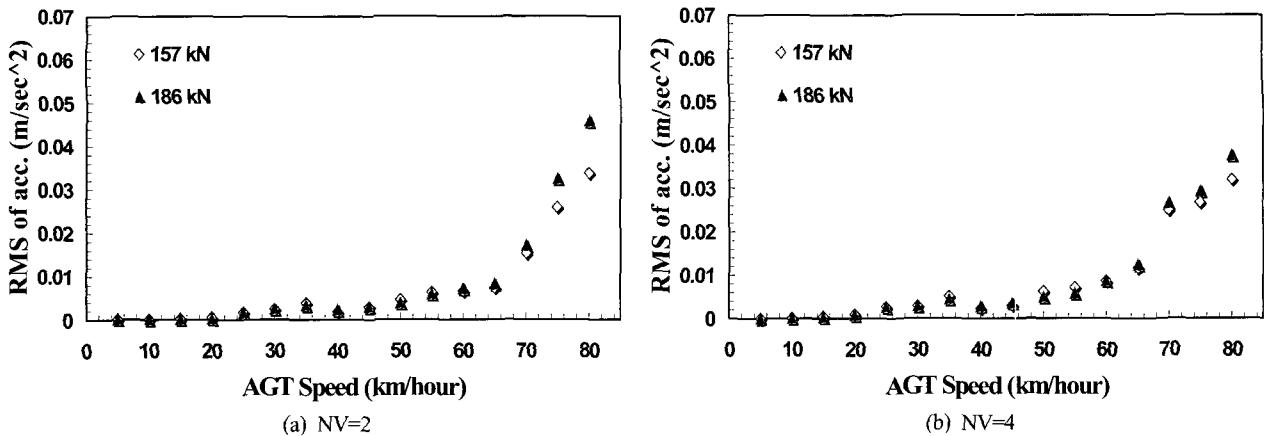 RMS of acc. (m/sec^2)
0.07
0.06
0.05
0.04
0.03
0.02
0.01
0
157 kN
186 kN
0 10 20 30 40 50 60 70 80
AGT Speed (km/hour)
(a) NV=2
RMS of acc. (m/sec^2)
0.07
0.06
0.05
0.04
0.03
0.02
0.01
0
157 kN
186 kN
0 10 20 30 40 50 60 70 80
AGT Speed (km/hour)
(b) NV=4